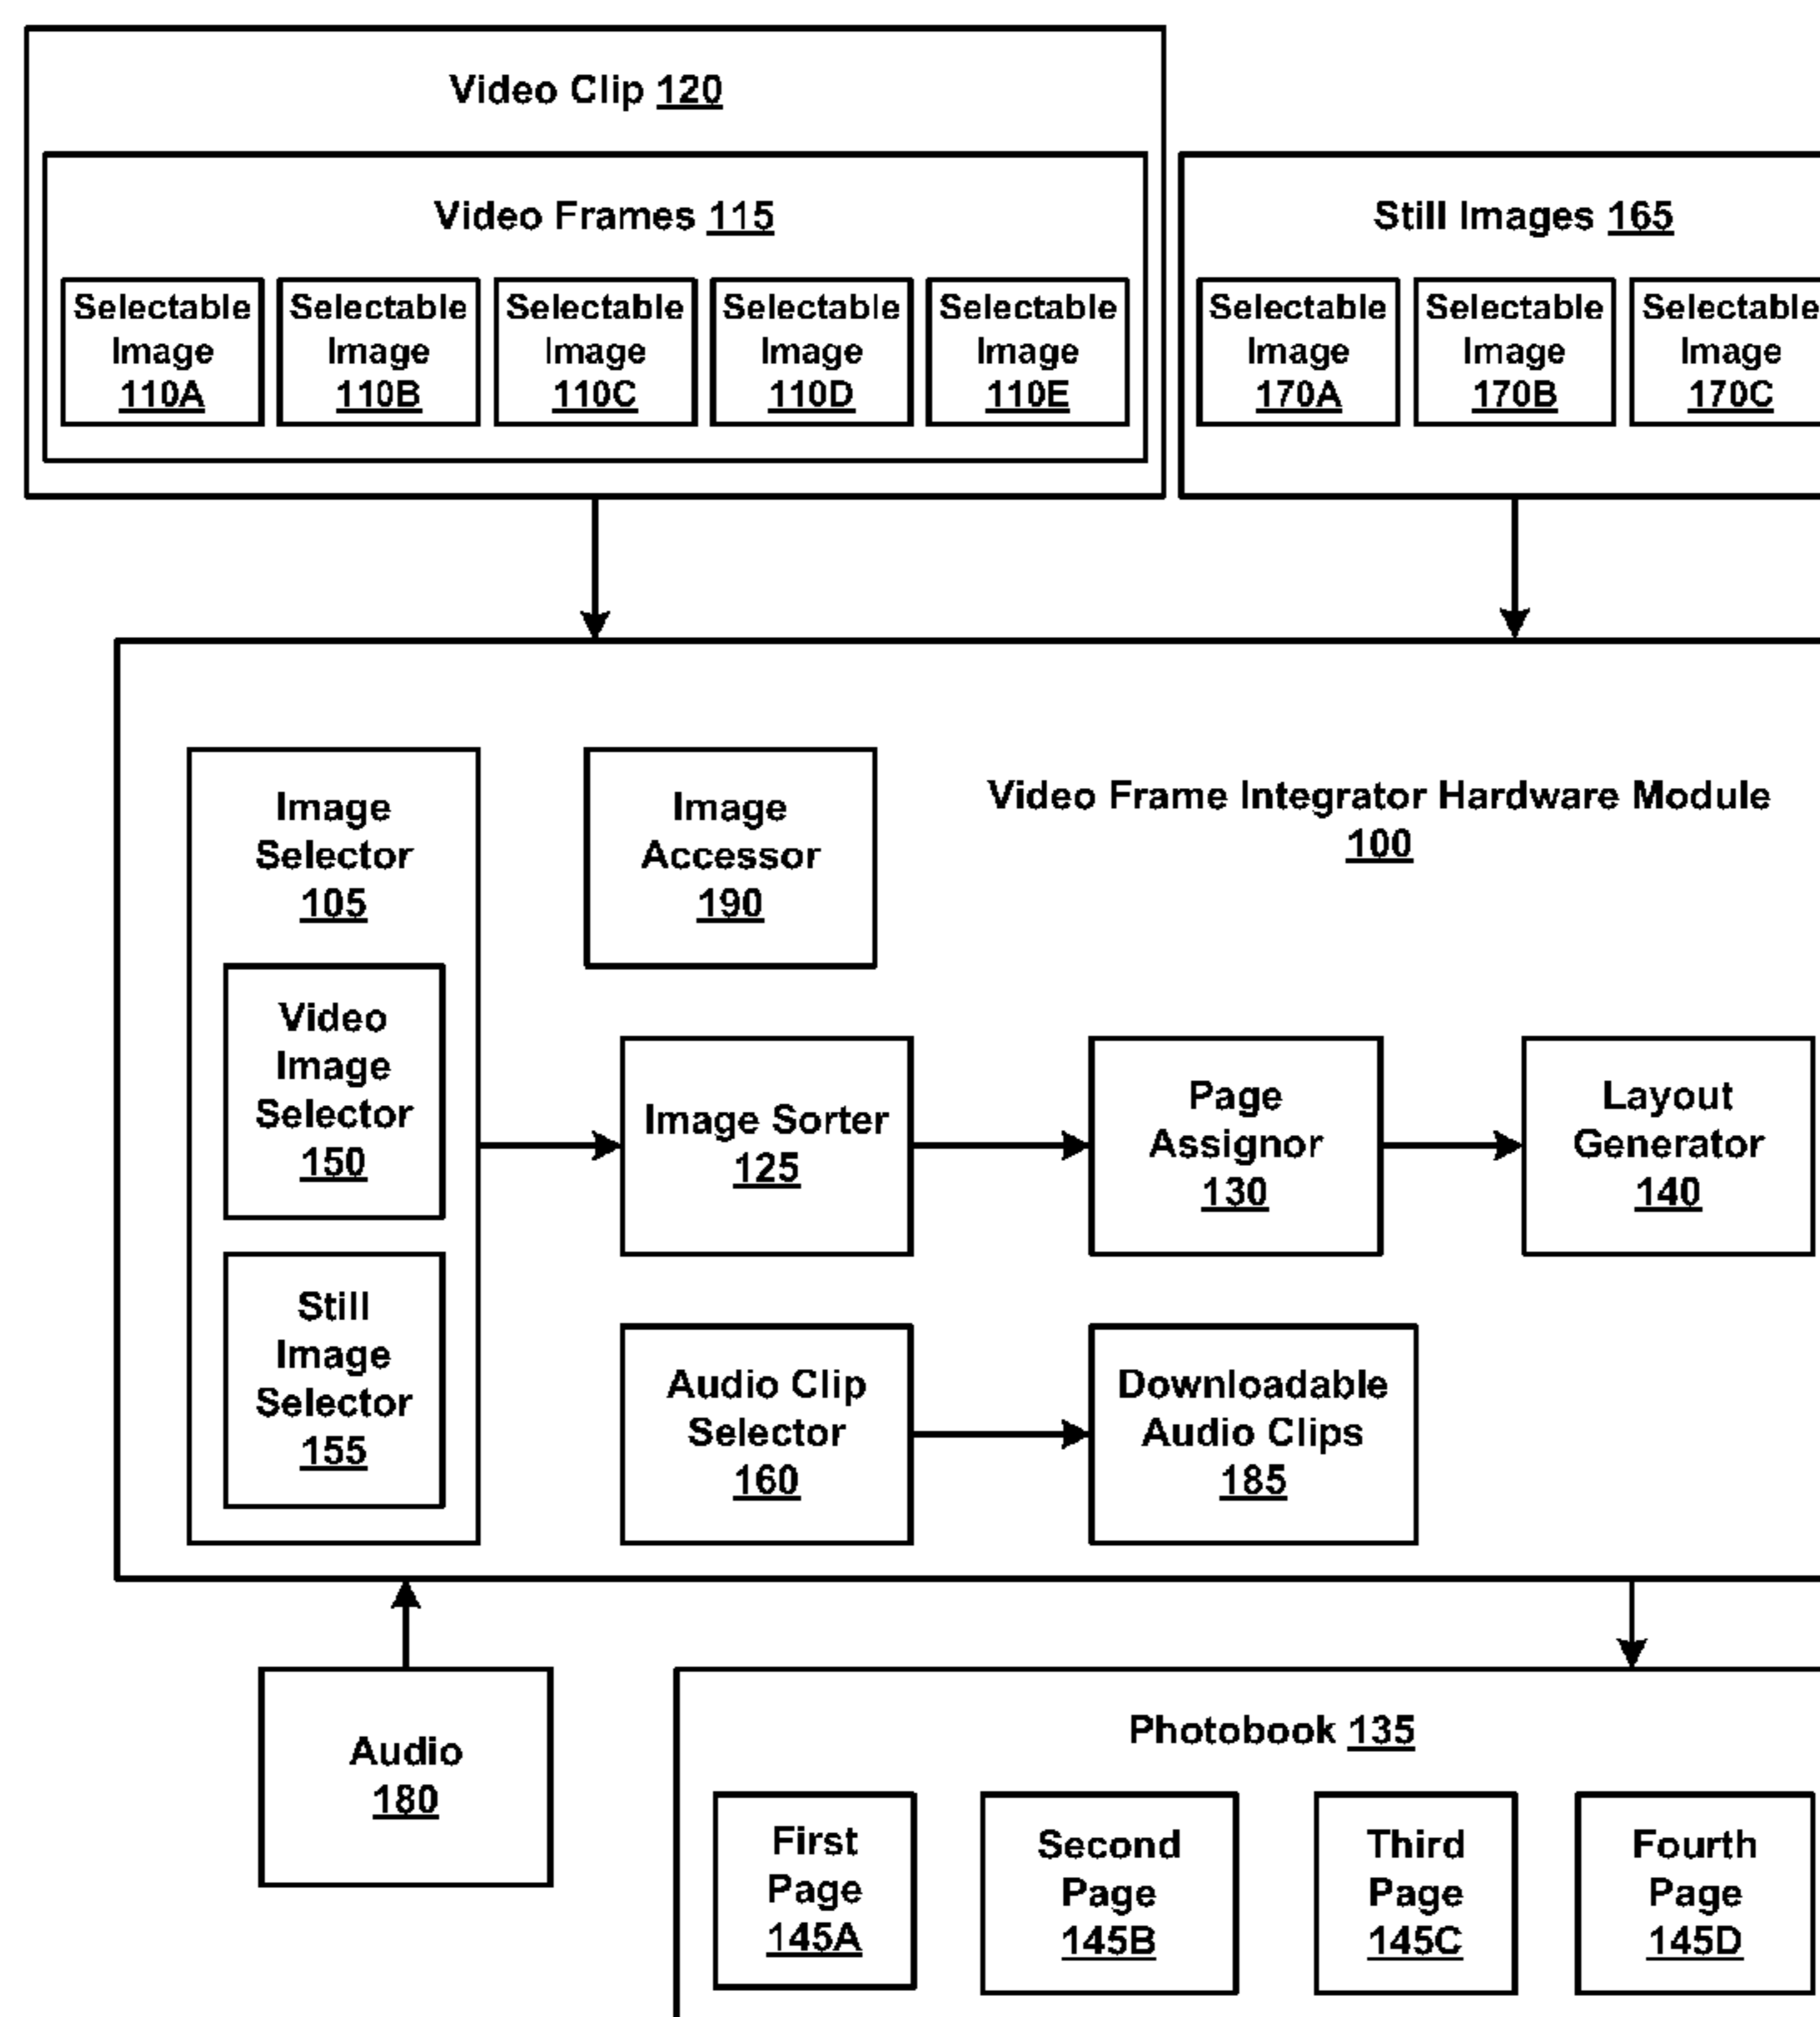 Video Clip 120
Video Frames 115
Selectable
Image
110A
Selectable
Image
110B
Selectable
Image
110C
Selectable
Image
110D
Selectable
Image
110E
Still Images 165
Selectable
Image
170A
Selectable
Image
170B
Selectable
Image
170C
Video Frame Integrator Hardware Module
100
Image
Selector
105
Video
Image
Selector
150
Still
Image
Selector
155
Image
Accessor
190
Image Sorter
125
Page
Assignor
130
Layout
Generator
140
Audio Clip
Selector
160
Downloadable
Audio Clips
185
Audio
180
Photobook 135
First
Page
145A
Second
Page
145B
Third
Page
145C
Fourth
Page
145D